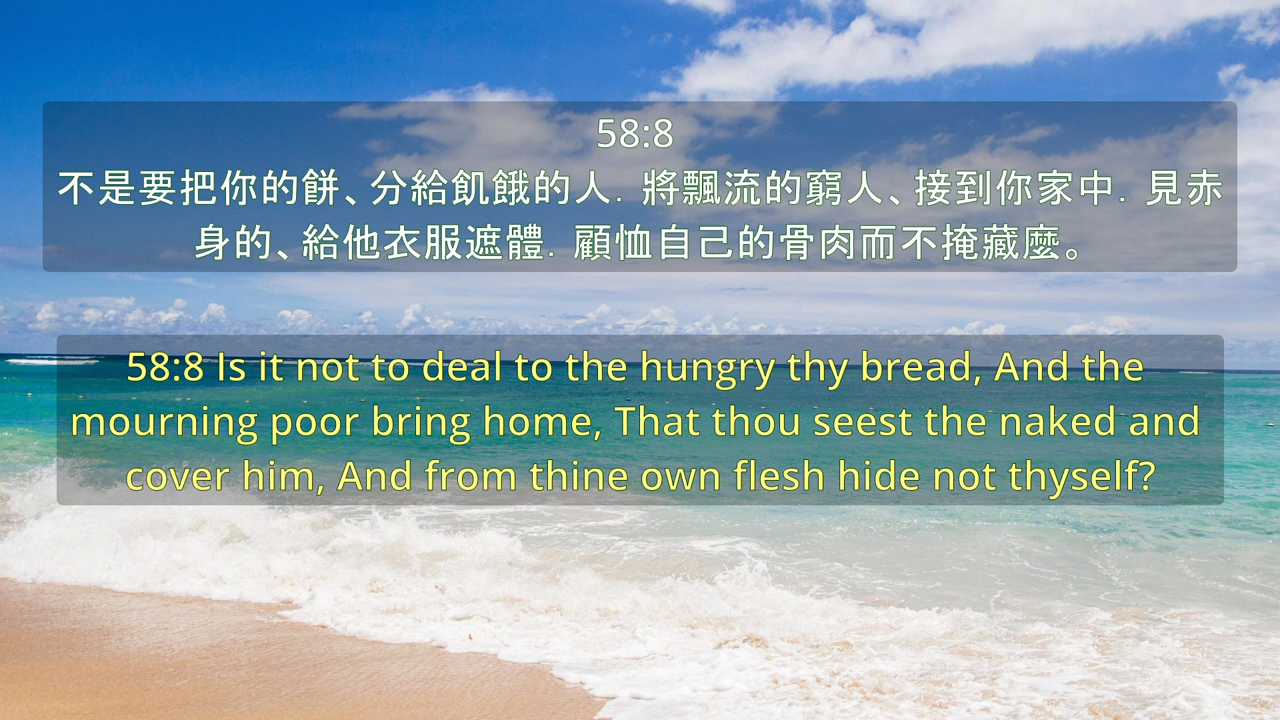 58:8
不是要把你的餅、分給飢餓的人．將飄流的窮人、接到你家中．見赤
身的、給他衣服遮體．顧恤自己的骨肉而不掩藏麼。
58:8 Is it not to deal to the hungry thy bread, And the
mourning poor bring home, That thou seest the naked and
cover him, And from thine own flesh hide not thyself?